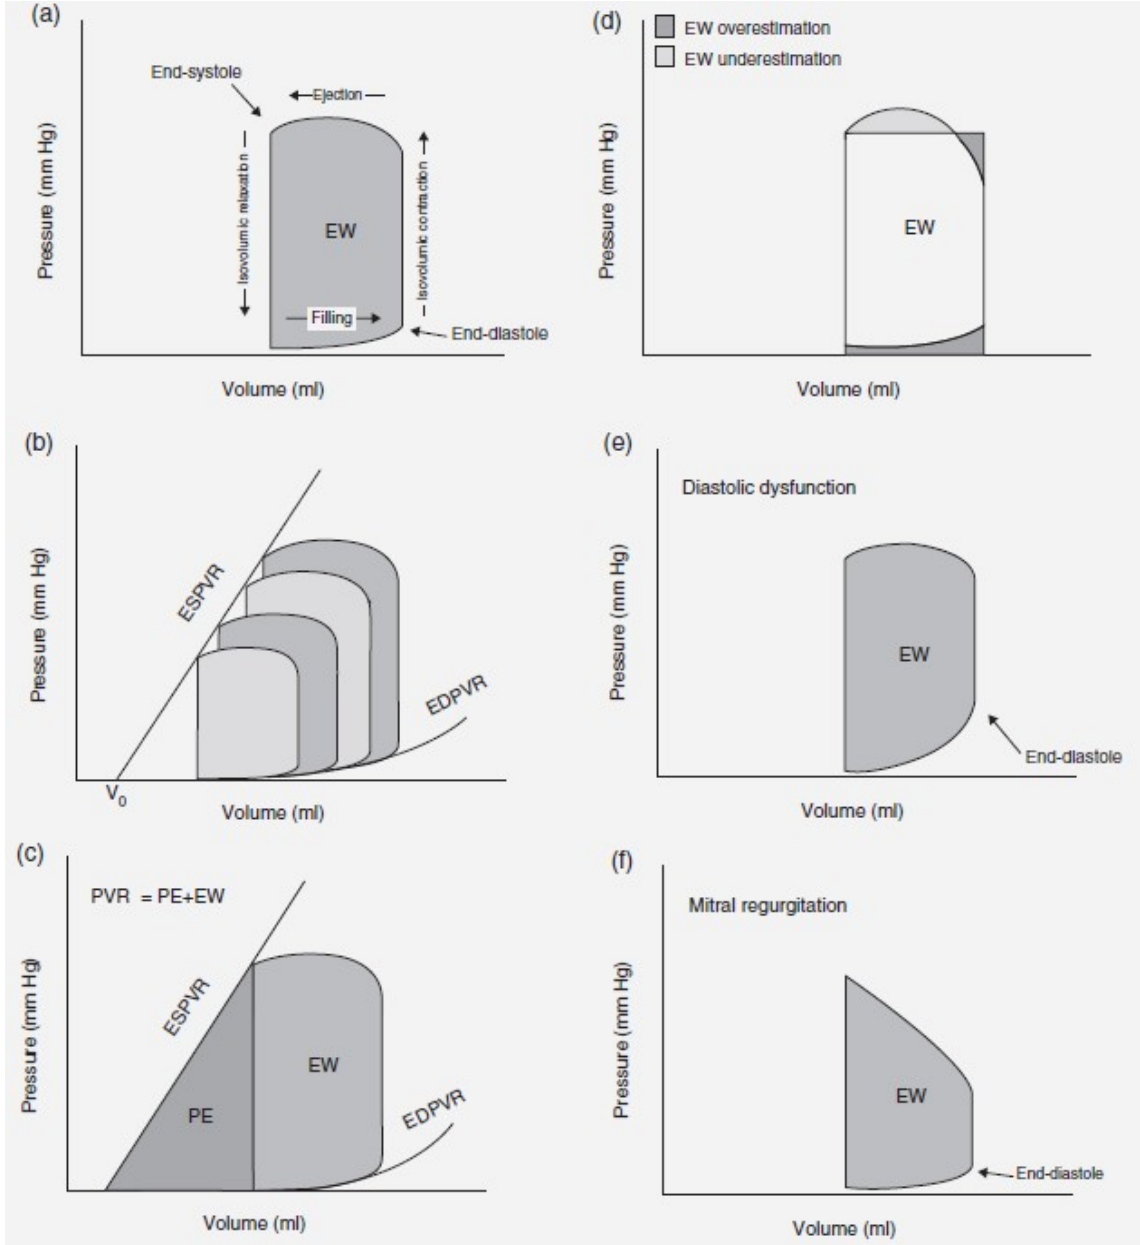 (a)
End-systole
Ejection
Isovolumic relaxation
EW
Isovolumic contraction
Filling
End-diastole
Pressure (mm Hg)
Volume (ml)
(b)
ESPVR
EDPVR
V0
Pressure (mm Hg)
Volume (ml)
(c)
PVR = PE+EW
ESPVR
PE
EW
EDPVR
Pressure (mm Hg)
Volume (ml)
(d)
EW overestimation
EW underestimation
EW
Pressure (mm Hg)
Volume (ml)
(e)
Diastolic dysfunction
EW
End-diastole
Pressure (mm Hg)
Volume (ml)
(f)
Mitral regurgitation
EW
End-diastole
Pressure (mm Hg)
Volume (ml)